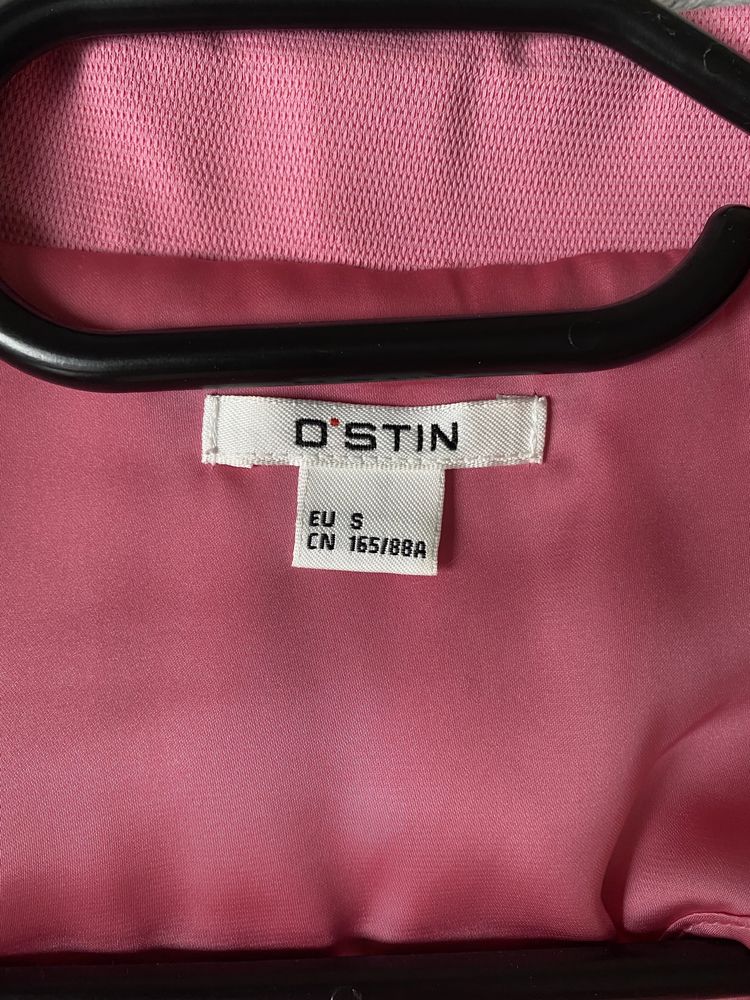 O'STIN
EU S
CN 165/88A